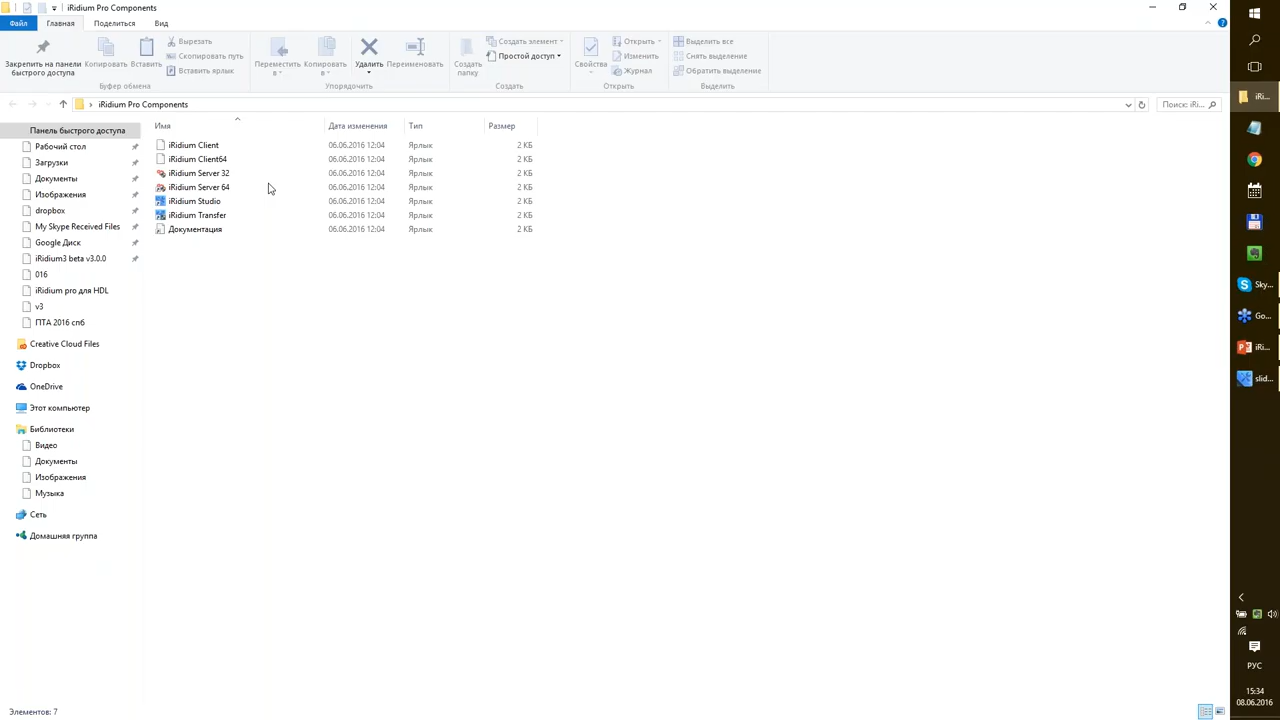 iRidium Pro Components
Файл
Главная
Поделиться
Вид
Закрепить на панели быстрого доступа
Копировать
Вставить
Вырезать
Скопировать путь
Вставить ярлык
Буфер обмена
Переместить в
Копировать в
Удалить
Переименовать
Упорядочить
Создать папку
Создать элемент
Простой доступ
Создать
Свойства
Открыть
Изменить
Журнал
Открыть
Выделить все
Снять выделение
Обратить выделение
Выделить
iRidium Pro Components
Поиск: iRi...
Имя
Дата изменения
Тип
Размер
iRidium Client 06.06.2016 12:04 Ярлык 2 КБ
iRidium Client64 06.06.2016 12:04 Ярлык 2 КБ
iRidium Server 32 06.06.2016 12:04 Ярлык 2 КБ
iRidium Server 64 06.06.2016 12:04 Ярлык 2 КБ
iRidium Studio 06.06.2016 12:04 Ярлык 2 КБ
iRidium Transfer 06.06.2016 12:04 Ярлык 2 КБ
Документация 06.06.2016 12:04 Ярлык 2 КБ
Панель быстрого доступа
Рабочий стол
Загрузки
Документы
Изображения
dropbox
My Skype Received Files
Google Диск
iRidium3 beta v3.0.0
016
iRidium pro для HDL
v3
ПТА 2016 спб
Creative Cloud Files
Dropbox
OneDrive
Этот компьютер
Библиотеки
Видео
Документы
Изображения
Музыка
Сеть
Домашняя группа
Элементов: 7
iRi...
Sky...
Go...
iRi...
slid...
РУС
15:34
08.06.2016